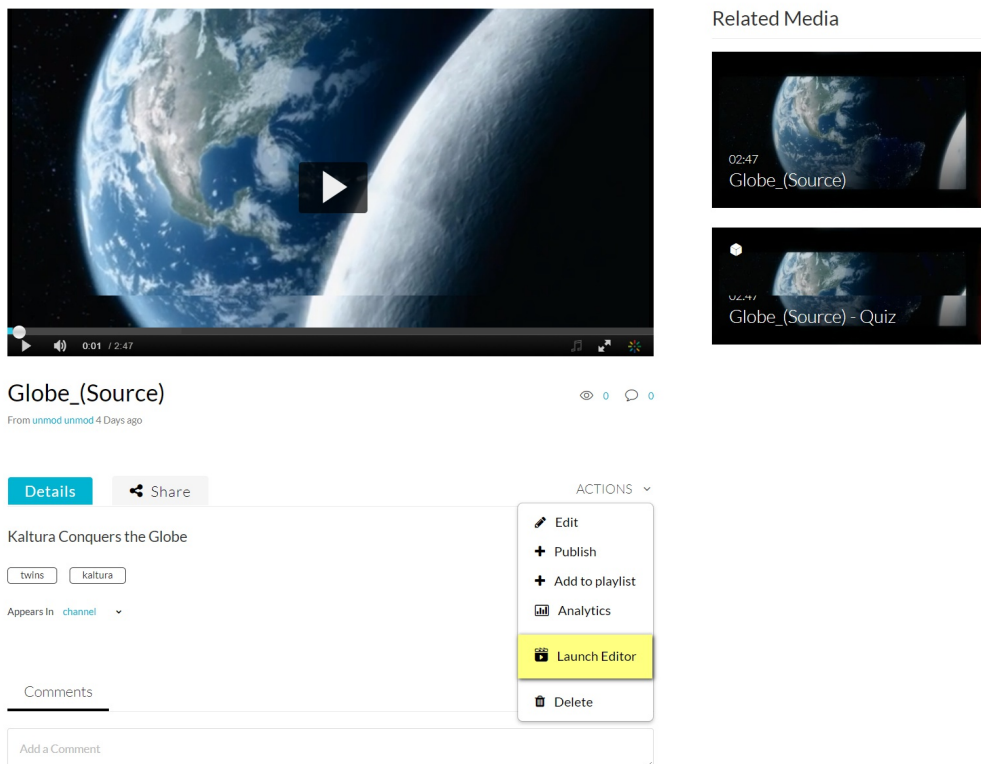 Related Media
02:47
Globe_(Source)
02:47
Globe_(Source) - Quiz
0:01 / 2:47
Globe_(Source)
0 0
From unmod unmod 4 Days ago
Details Share ACTIONS
Edit
Kaltura Conquers the Globe
Publish
twins kaltura
Add to playlist
Appears In channel
Analytics
Launch Editor
Comments
Delete
Add a Comment